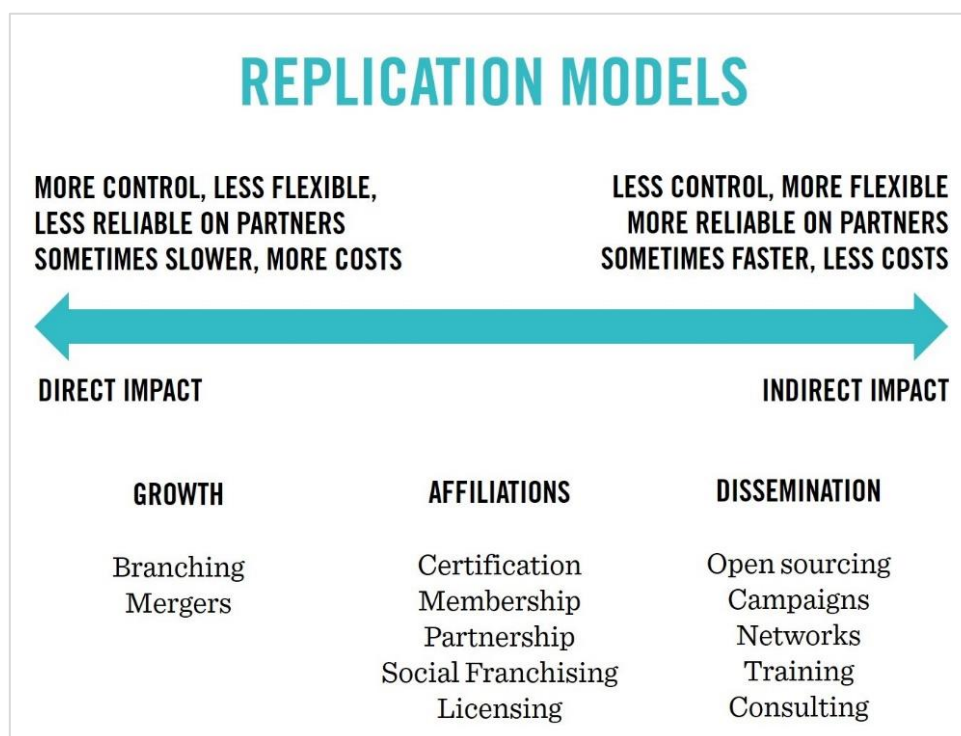 REPLICATION MODELS
MORE CONTROL, LESS FLEXIBLE,
LESS RELIABLE ON PARTNERS
SOMETIMES SLOWER, MORE COSTS
LESS CONTROL, MORE FLEXIBLE
MORE RELIABLE ON PARTNERS
SOMETIMES FASTER, LESS COSTS
DIRECT IMPACT
INDIRECT IMPACT
GROWTH
Branching
Mergers
AFFILIATIONS
Certification
Membership
Partnership
Social Franchising
Licensing
DISSEMINATION
Open sourcing
Campaigns
Networks
Training
Consulting